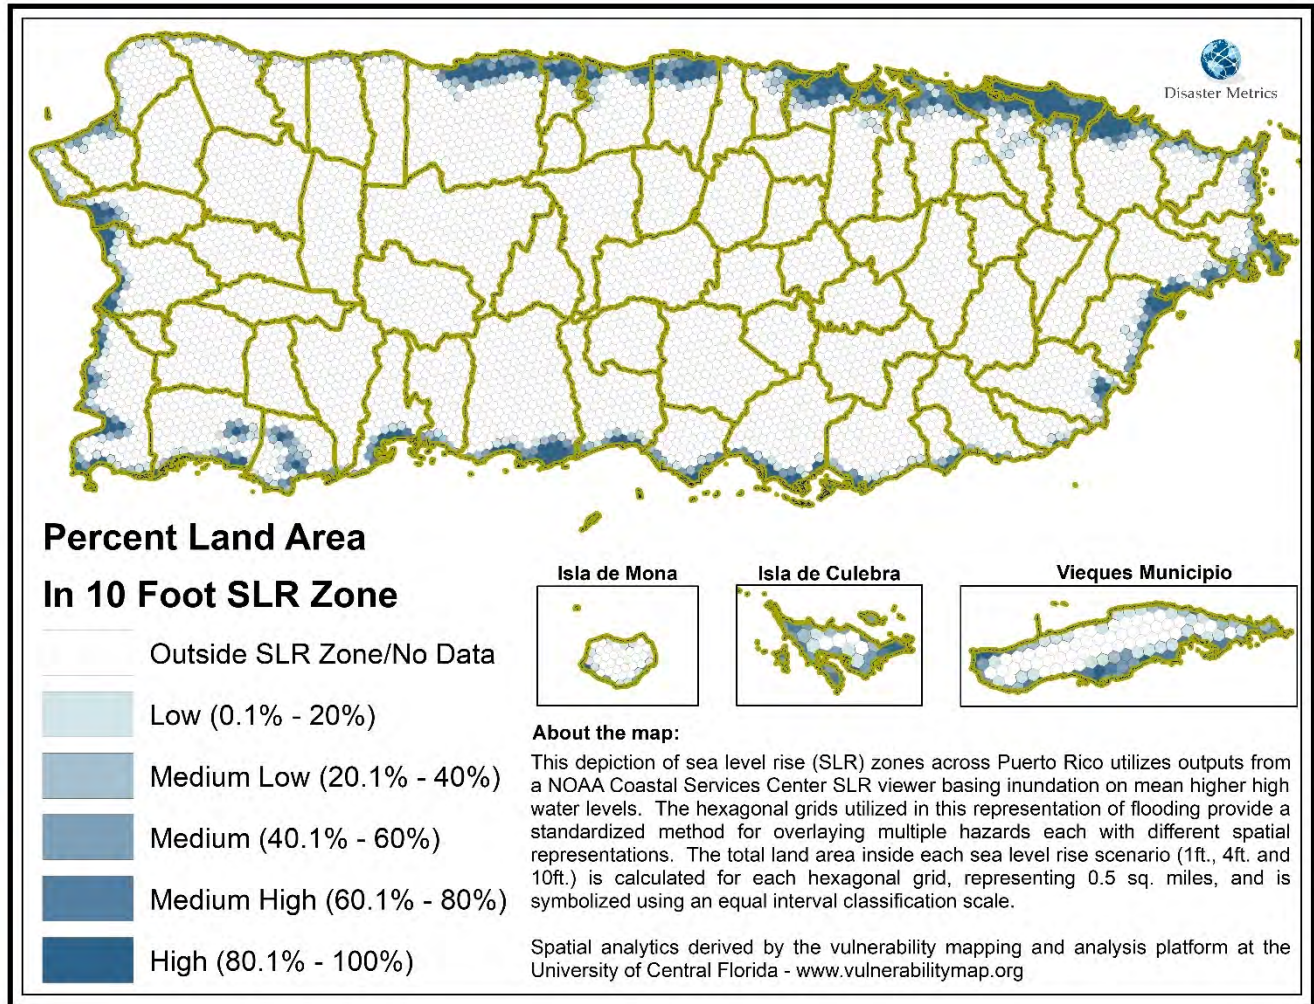 Disaster Metrics
Percent Land Area
In 10 Foot SLR Zone
Outside SLR Zone/No Data
Low (0.1% - 20%)
Medium Low (20.1% - 40%)
Medium (40.1% - 60%)
Medium High (60.1% - 80%)
High (80.1% - 100%)
Isla de Mona
Isla de Culebra
Vieques Municipio
About the map:
This depiction of sea level rise (SLR) zones across Puerto Rico utilizes outputs from
a NOAA Coastal Services Center SLR viewer basing inundation on mean higher high
water levels. The hexagonal grids utilized in this representation of flooding provide a
standardized method for overlaying multiple hazards each with different spatial
representations. The total land area inside each sea level rise scenario (1ft., 4ft. and
10ft.) is calculated for each hexagonal grid, representing 0.5 sq. miles, and is
symbolized using an equal interval classification scale.
Spatial analytics derived by the vulnerability mapping and analysis platform at the
University of Central Florida - www.vulnerabilitymap.org